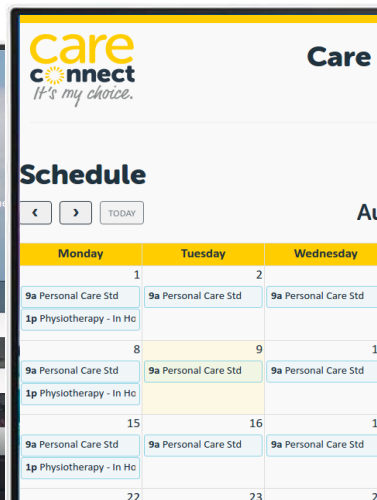 care
connect
It's my choice.
Care
Schedule
‹ › TODAY
Monday Tuesday Wednesday
1 2
9a Personal Care Std 9a Personal Care Std 9a Personal Care Std
1p Physiotherapy - In Ho
8 9
9a Personal Care Std 9a Personal Care Std 9a Personal Care Std
1p Physiotherapy - In Ho
15 16
9a Personal Care Std 9a Personal Care Std 9a Personal Care Std
1p Physiotherapy - In Ho
22 23